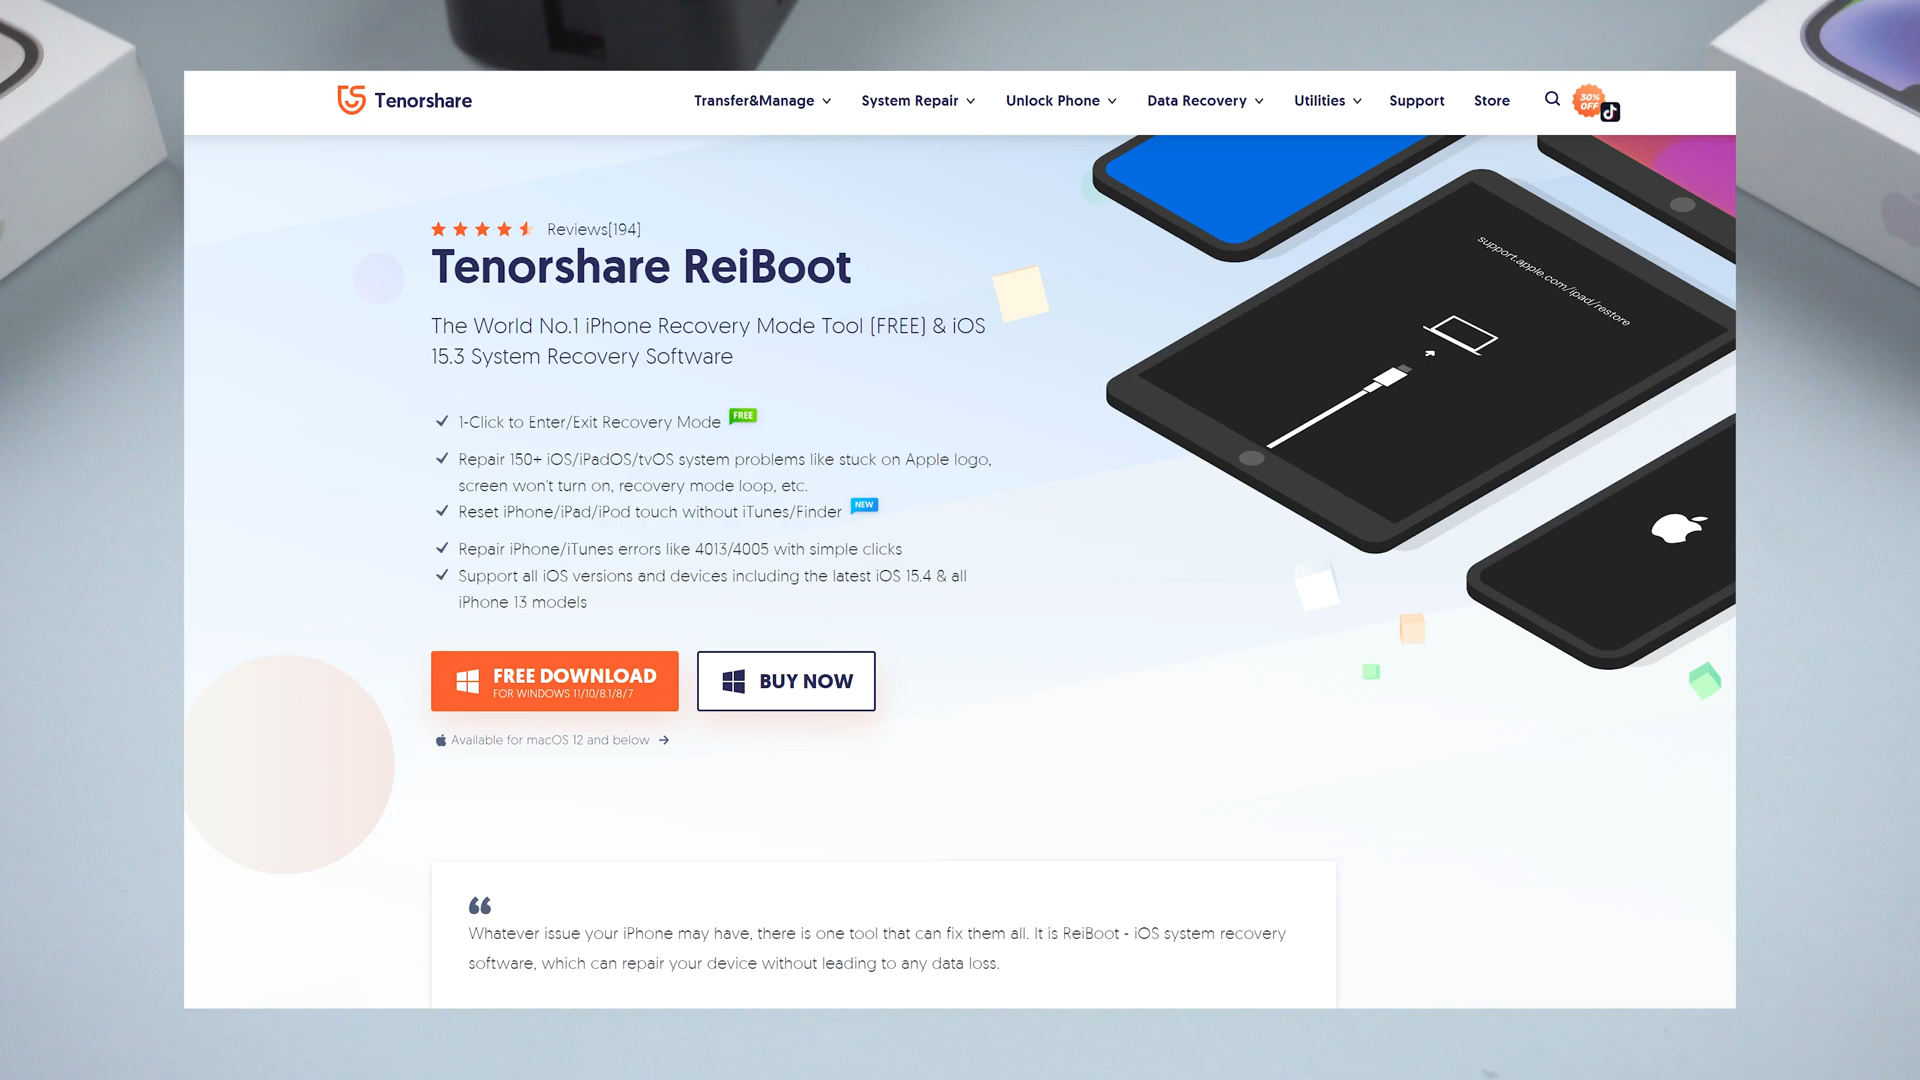 Tenorshare
Transfer&Manage
System Repair
Unlock Phone
Data Recovery
Utilities
Support
Store
30%
OFF
Reviews[194]
Tenorshare ReiBoot
The World No.1 iPhone Recovery Mode Tool (FREE) & iOS
15.3 System Recovery Software
1-Click to Enter/Exit Recovery Mode FREE
Repair 150+ iOS/iPadOS/tvOS system problems like stuck on Apple logo,
screen won't turn on, recovery mode loop, etc.
Reset iPhone/iPad/iPod touch without iTunes/Finder NEW
Repair iPhone/iTunes errors like 4013/4005 with simple clicks
Support all iOS versions and devices including the latest iOS 15.4 & all
iPhone 13 models
support.apple.com/ipad/restore
FREE DOWNLOAD
FOR WINDOWS 11/10/8.1/8/7
BUY NOW
Available for macOS 12 and below
“
Whatever issue your iPhone may have, there is one tool that can fix them all. It is ReiBoot - iOS system recovery
software, which can repair your device without leading to any data loss.